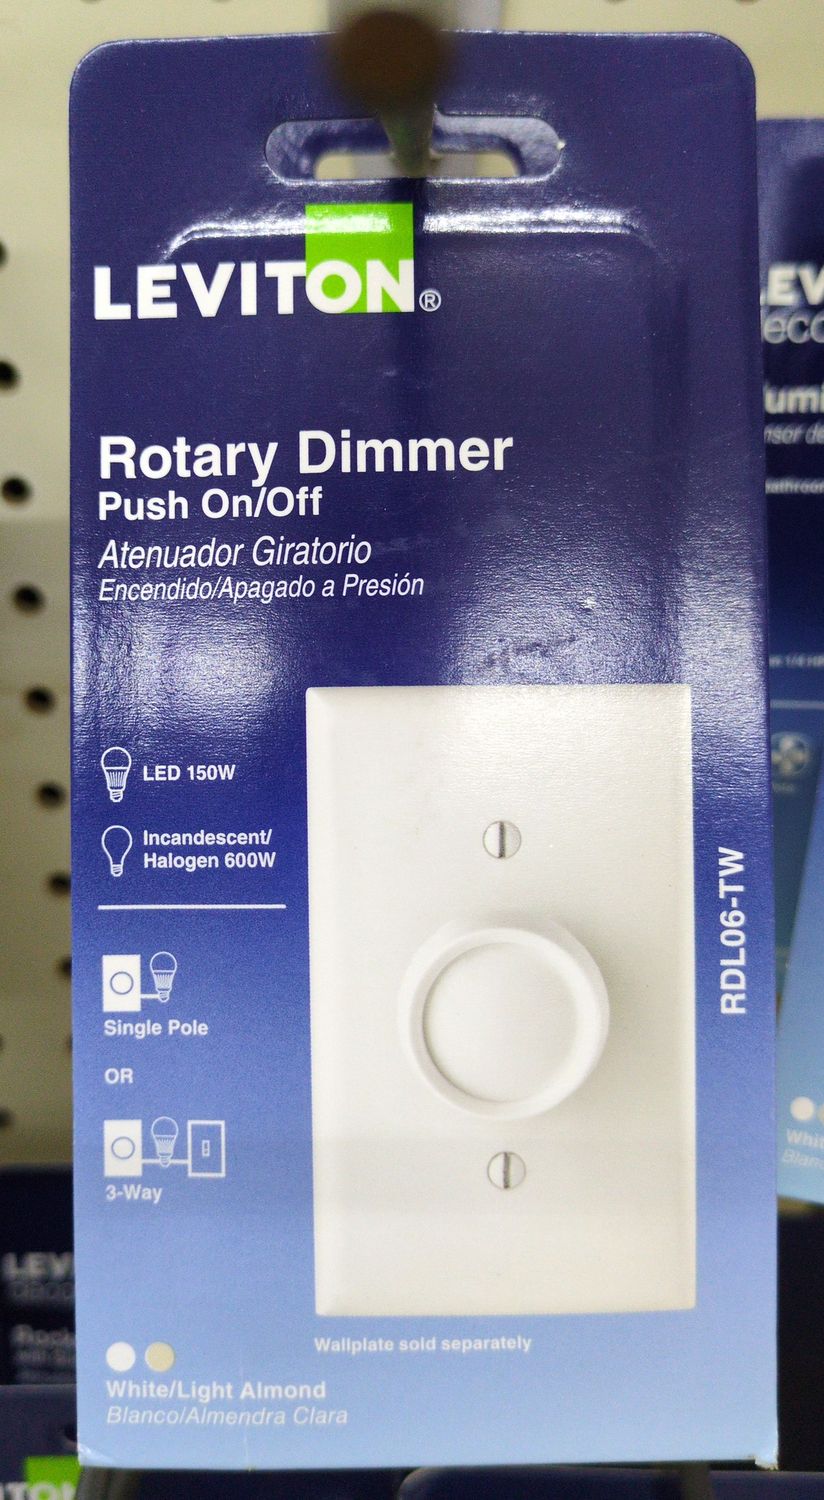 LEVITON®
Rotary Dimmer
Push On/Off
Atenuador Giratorio
Encendido/Apagado a Presión
LED 150W
Incandescent/
Halogen 600W
Single Pole
OR
3-Way
RDL06-TW
Wallplate sold separately
White/Light Almond
Blanco/Almendra Clara